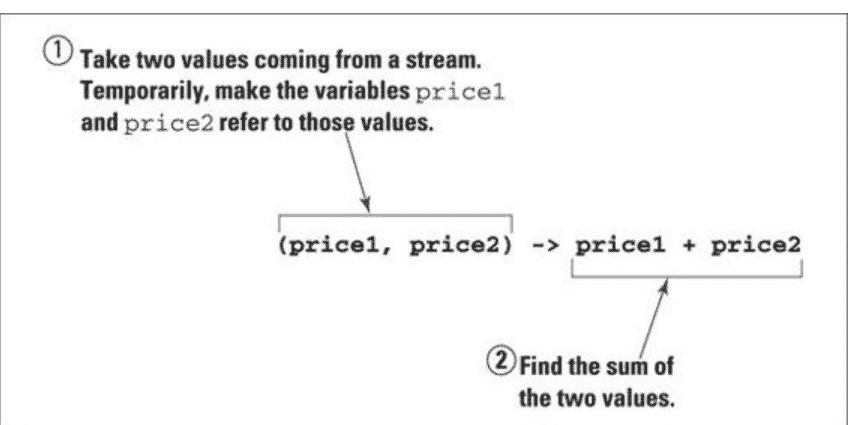 ① Take two values coming from a stream.
Temporarily, make the variables price1
and price2 refer to those values.
(price1, price2) -> price1 + price2
② Find the sum of
the two values.